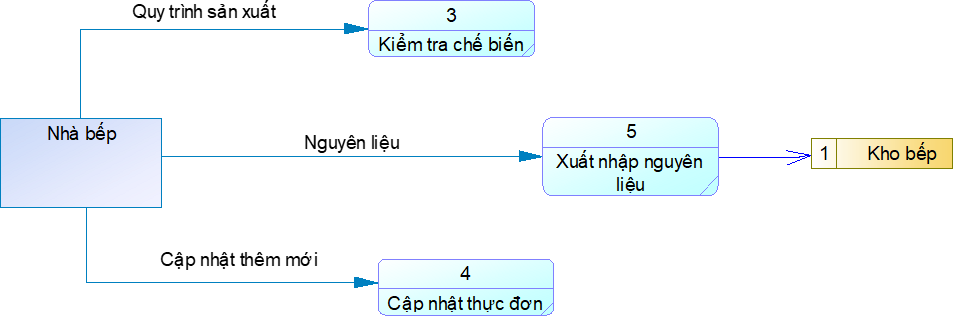 Quy trình sản xuất
3
Kiểm tra chế biến
Nhà bếp
Nguyên liệu
5
Xuất nhập nguyên
liệu
1
Kho bếp
Cập nhật thêm mới
4
Cập nhật thực đơn